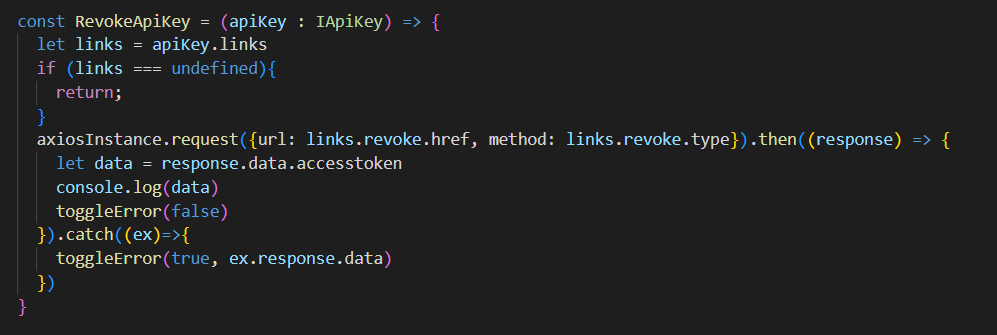 const RevokeApiKey = (apiKey : IApiKey) => {
  let links = apiKey.links
  if (links === undefined){
    return;
  }
  axiosInstance.request({url: links.revoke.href, method: links.revoke.type}).then((response) => {
    let data = response.data.accesstoken
    console.log(data)
    toggleError(false)
  }).catch((ex)=>{
    toggleError(true, ex.response.data)
  })
}